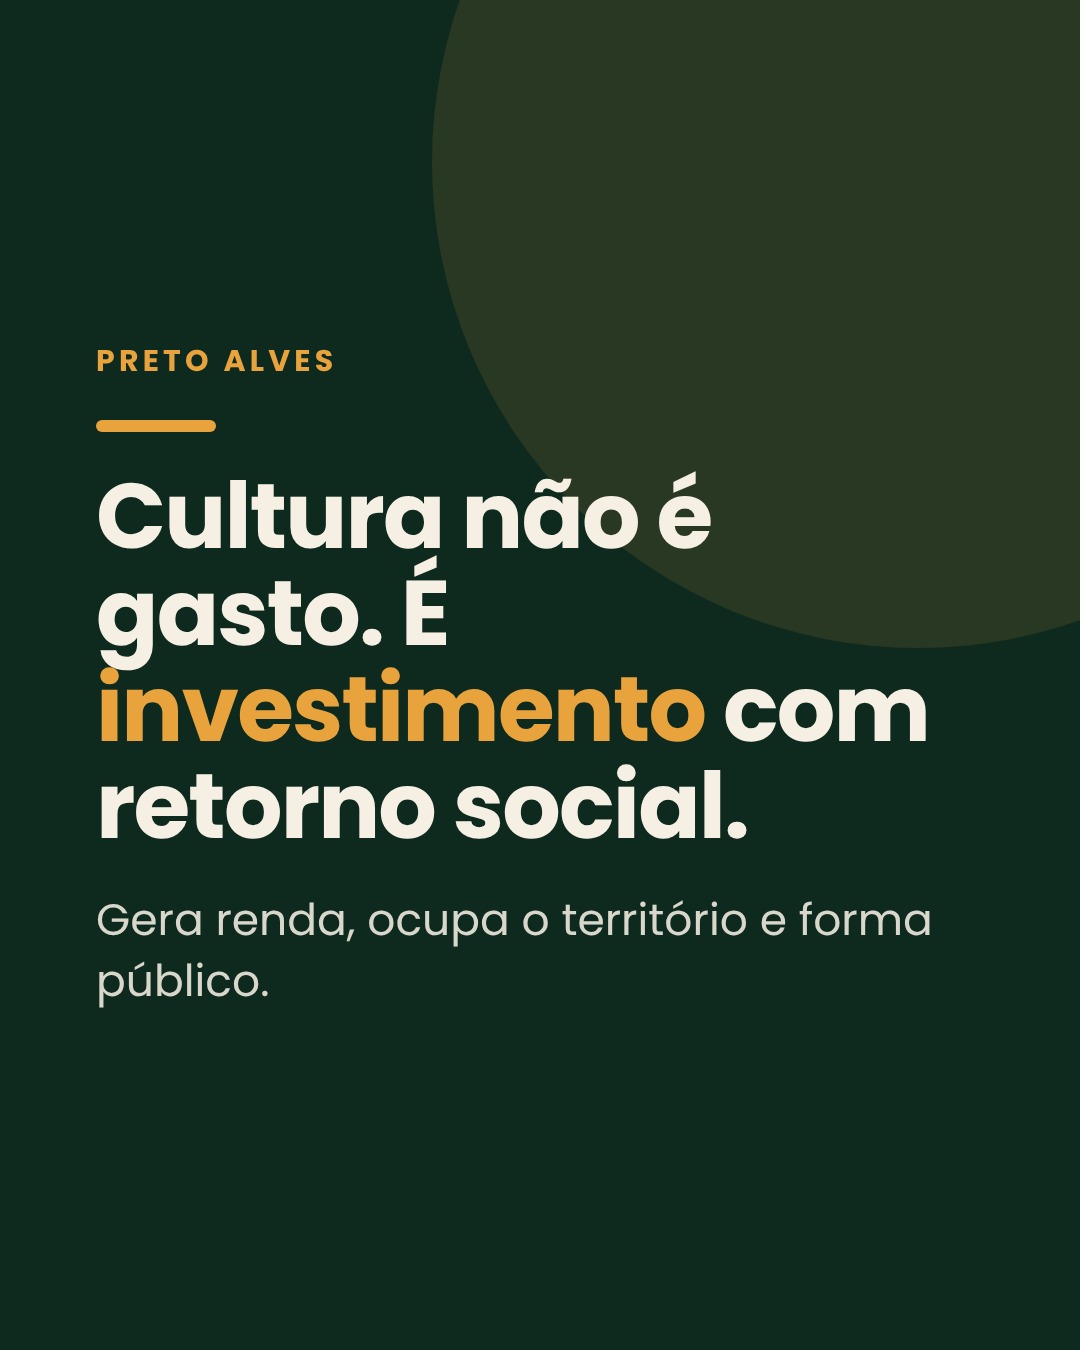 PRETO ALVES
Cultura não é
gasto. É
investimento com
retorno social.
Gera renda, ocupa o território e forma
público.